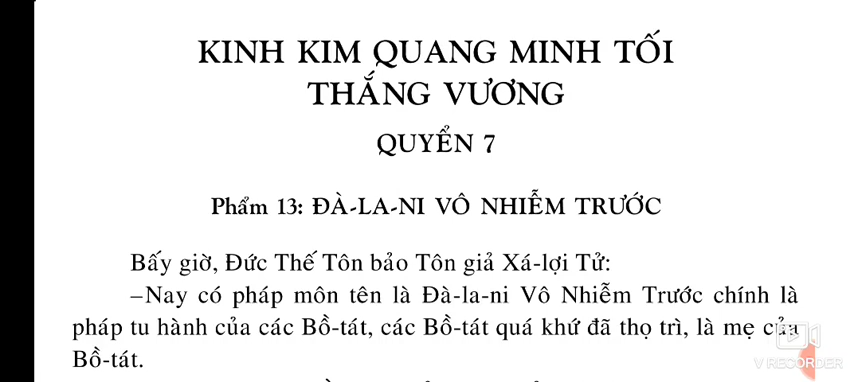 KINH KIM QUANG MINH TỐI
THẮNG VƯƠNG
QUYỂN 7
Phẩm 13: ĐÀ-LA-NI VÔ NHIỄM TRƯỚC
Bấy giờ, Đức Thế Tôn bảo Tôn giả Xá-lợi Tử:
–Nay có pháp môn tên là Đà-la-ni Vô Nhiễm Trước chính là
pháp tu hành của các Bồ-tát, các Bồ-tát quá khứ đã thọ trì, là mẹ của
Bồ-tát.
V RECORDER